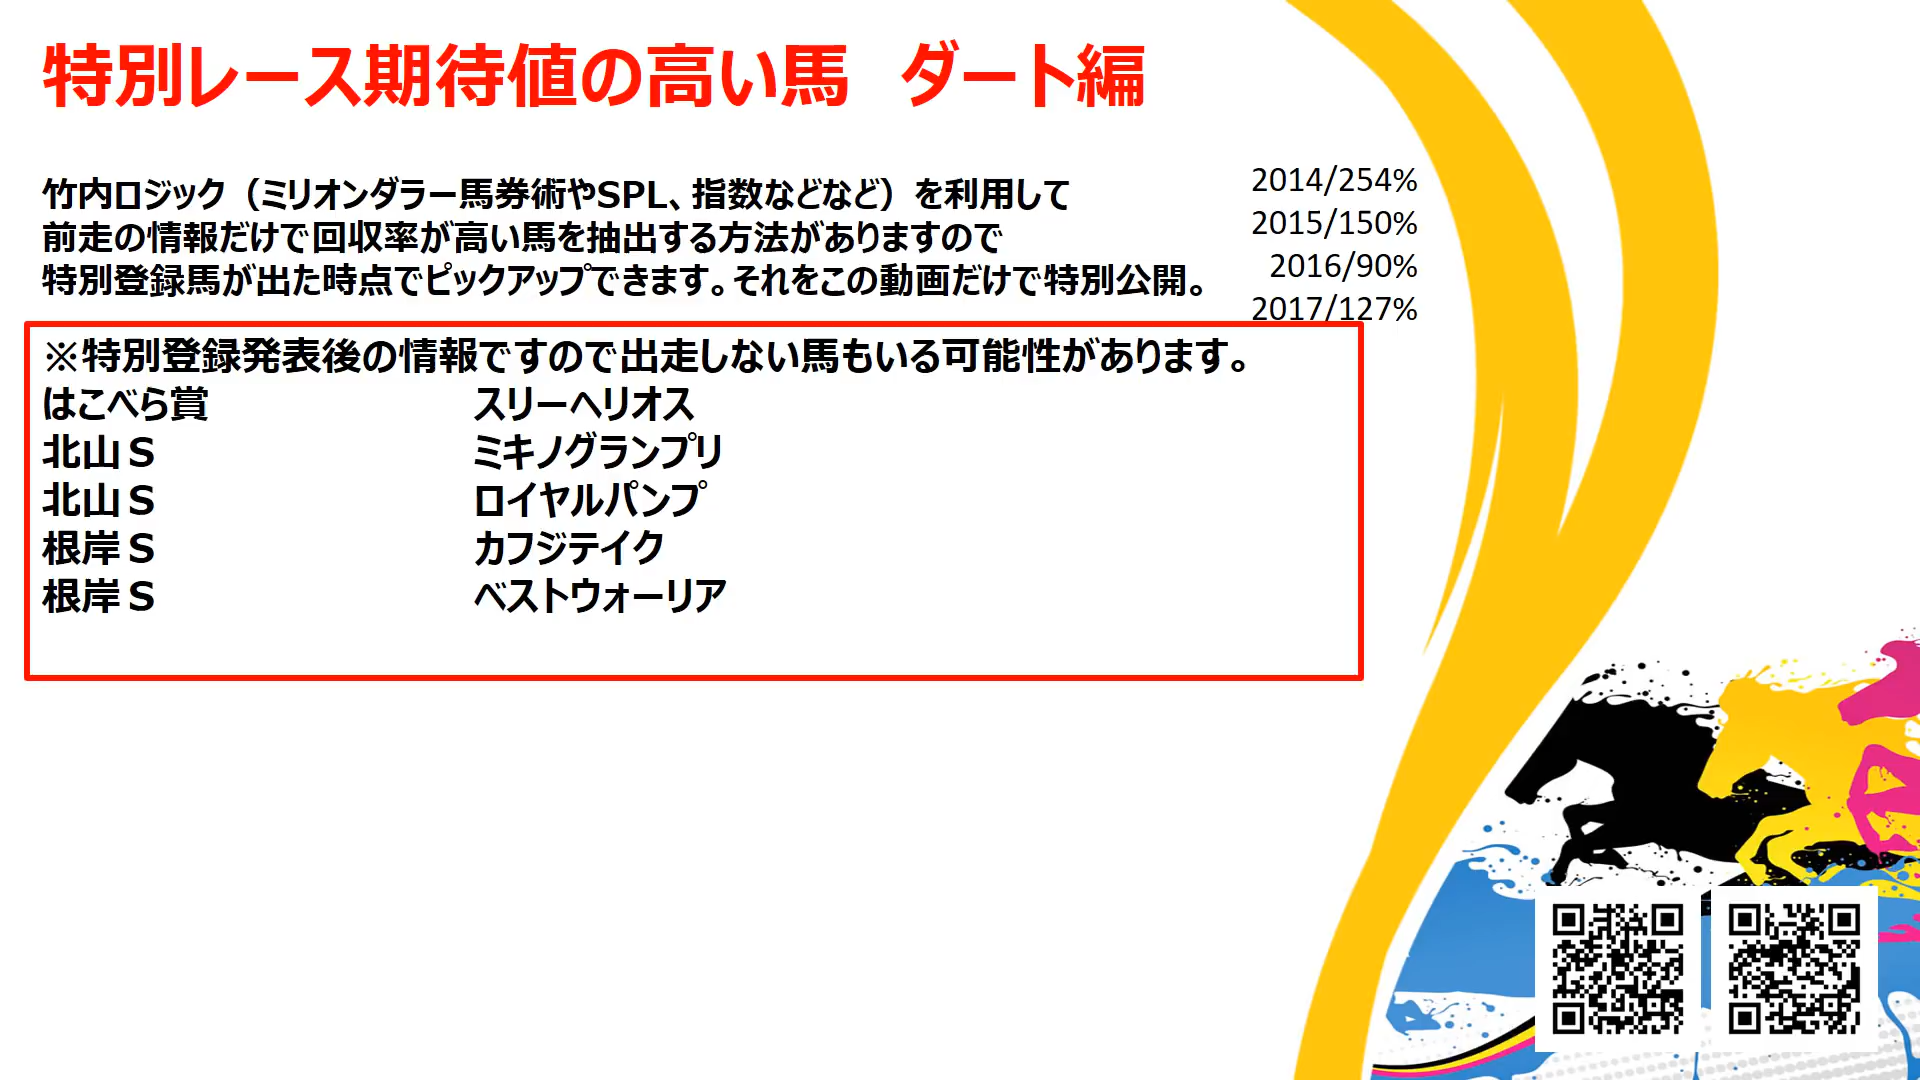 特別レース期待値の高い馬　ダート編
竹内ロジック（ミリオンダラー馬券術やSPL、指数などなど）を利用して
前走の情報だけで回収率が高い馬を抽出する方法がありますので
特別登録馬が出た時点でピックアップできます。それをこの動画だけで特別公開。
2014/254%
2015/150%
2016/90%
2017/127%
※特別登録発表後の情報ですので出走しない馬もいる可能性があります。
はこべら賞　スリーヘリオス
北山S　ミキノグランプリ
北山S　ロイヤルパンプ
根岸S　カフジテイク
根岸S　ベストウォーリア